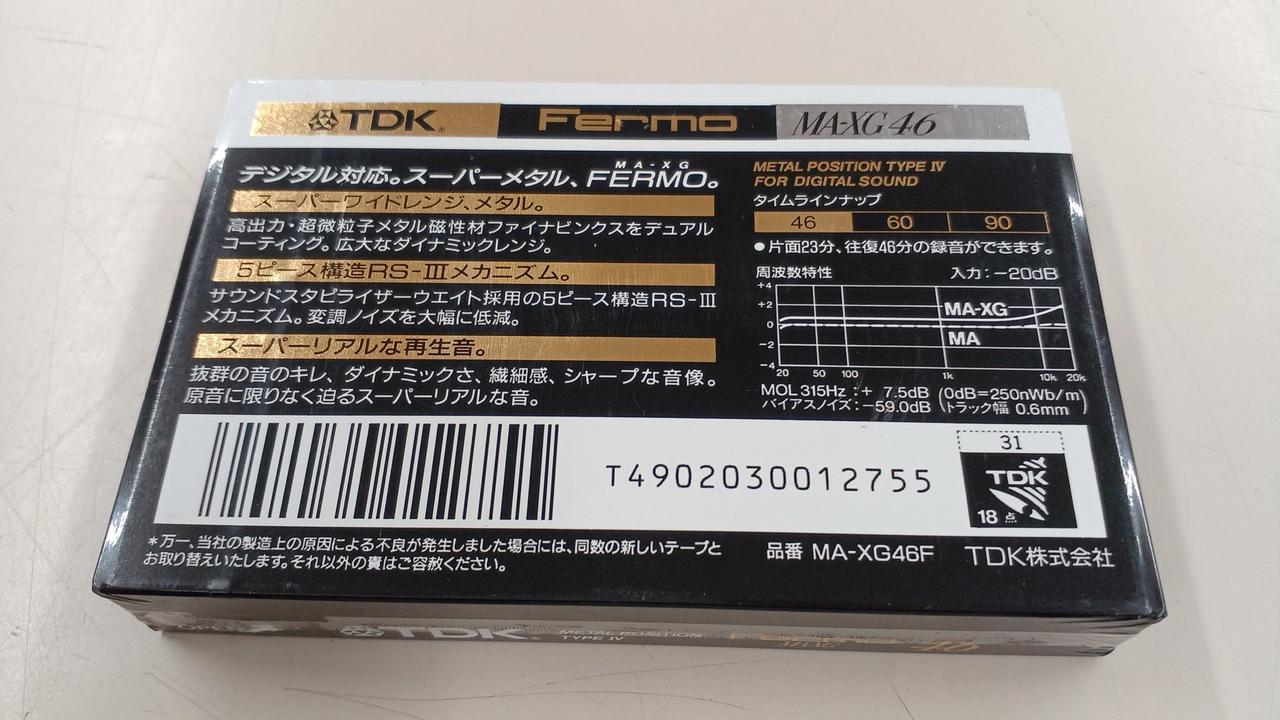 TDK® Fermo MA-XG 46
MA-XG
デジタル対応。スーパーメタル、FERMO。
スーパーワイドレンジ、メタル。
高出力・超微粒子メタル磁性材ファイナビンクスをデュアル
コーティング。広大なダイナミックレンジ。
5ピース構造RS-Ⅲメカニズム。
サウンドスタビライザーウエイト採用の5ピース構造RS-Ⅲ
メカニズム。変調ノイズを大幅に低減。
スーパーリアルな再生音。
抜群の音のキレ、ダイナミックさ、繊細感、シャープな音像。
原音に限りなく迫るスーパーリアルな音。
METAL POSITION TYPE Ⅳ
FOR DIGITAL SOUND
タイムラインナップ
46 60 90
●片面23分、往復46分の録音ができます。
周波数特性 入力:−20dB
+4
+2
0
−2
−4
MA-XG
MA
20 50 100 1k 10k 20k
MOL315Hz:+ 7.5dB (0dB=250nWb/m)
バイアスノイズ:−59.0dB (トラック幅 0.6mm)
T4902030012755
31
TDK
18点
*万一、当社の製造上の原因による不良が発生しました場合には、同数の新しいテープと
お取り替えいたします。それ以外の責はご容赦ください。
品番 MA-XG46F TDK株式会社
TDK® METAL POSITION
TYPE Ⅳ